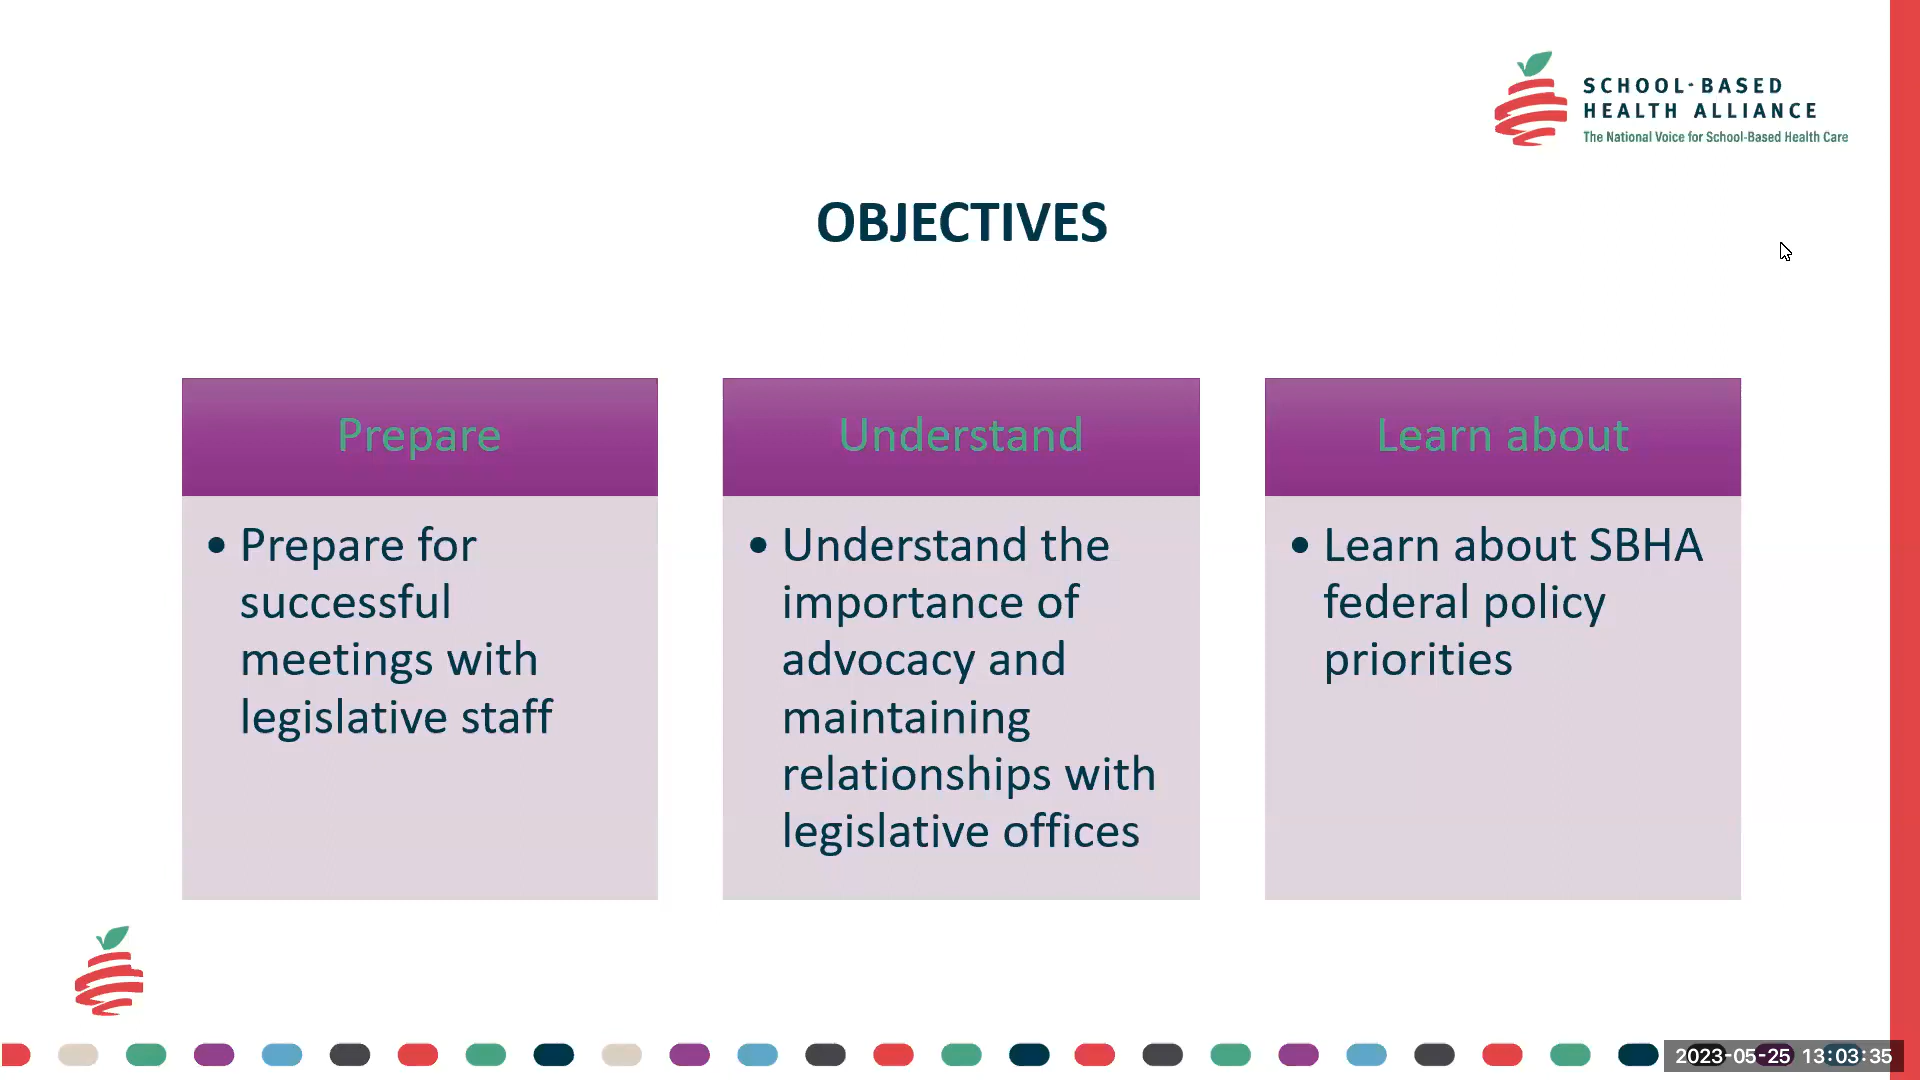 SCHOOL-BASED
HEALTH ALLIANCE
The National Voice for School-Based Health Care
OBJECTIVES
Prepare
• Prepare for
successful
meetings with
legislative staff
Understand
• Understand the
importance of
advocacy and
maintaining
relationships with
legislative offices
Learn about
• Learn about SBHA
federal policy
priorities
2023-05-25 13:03:35